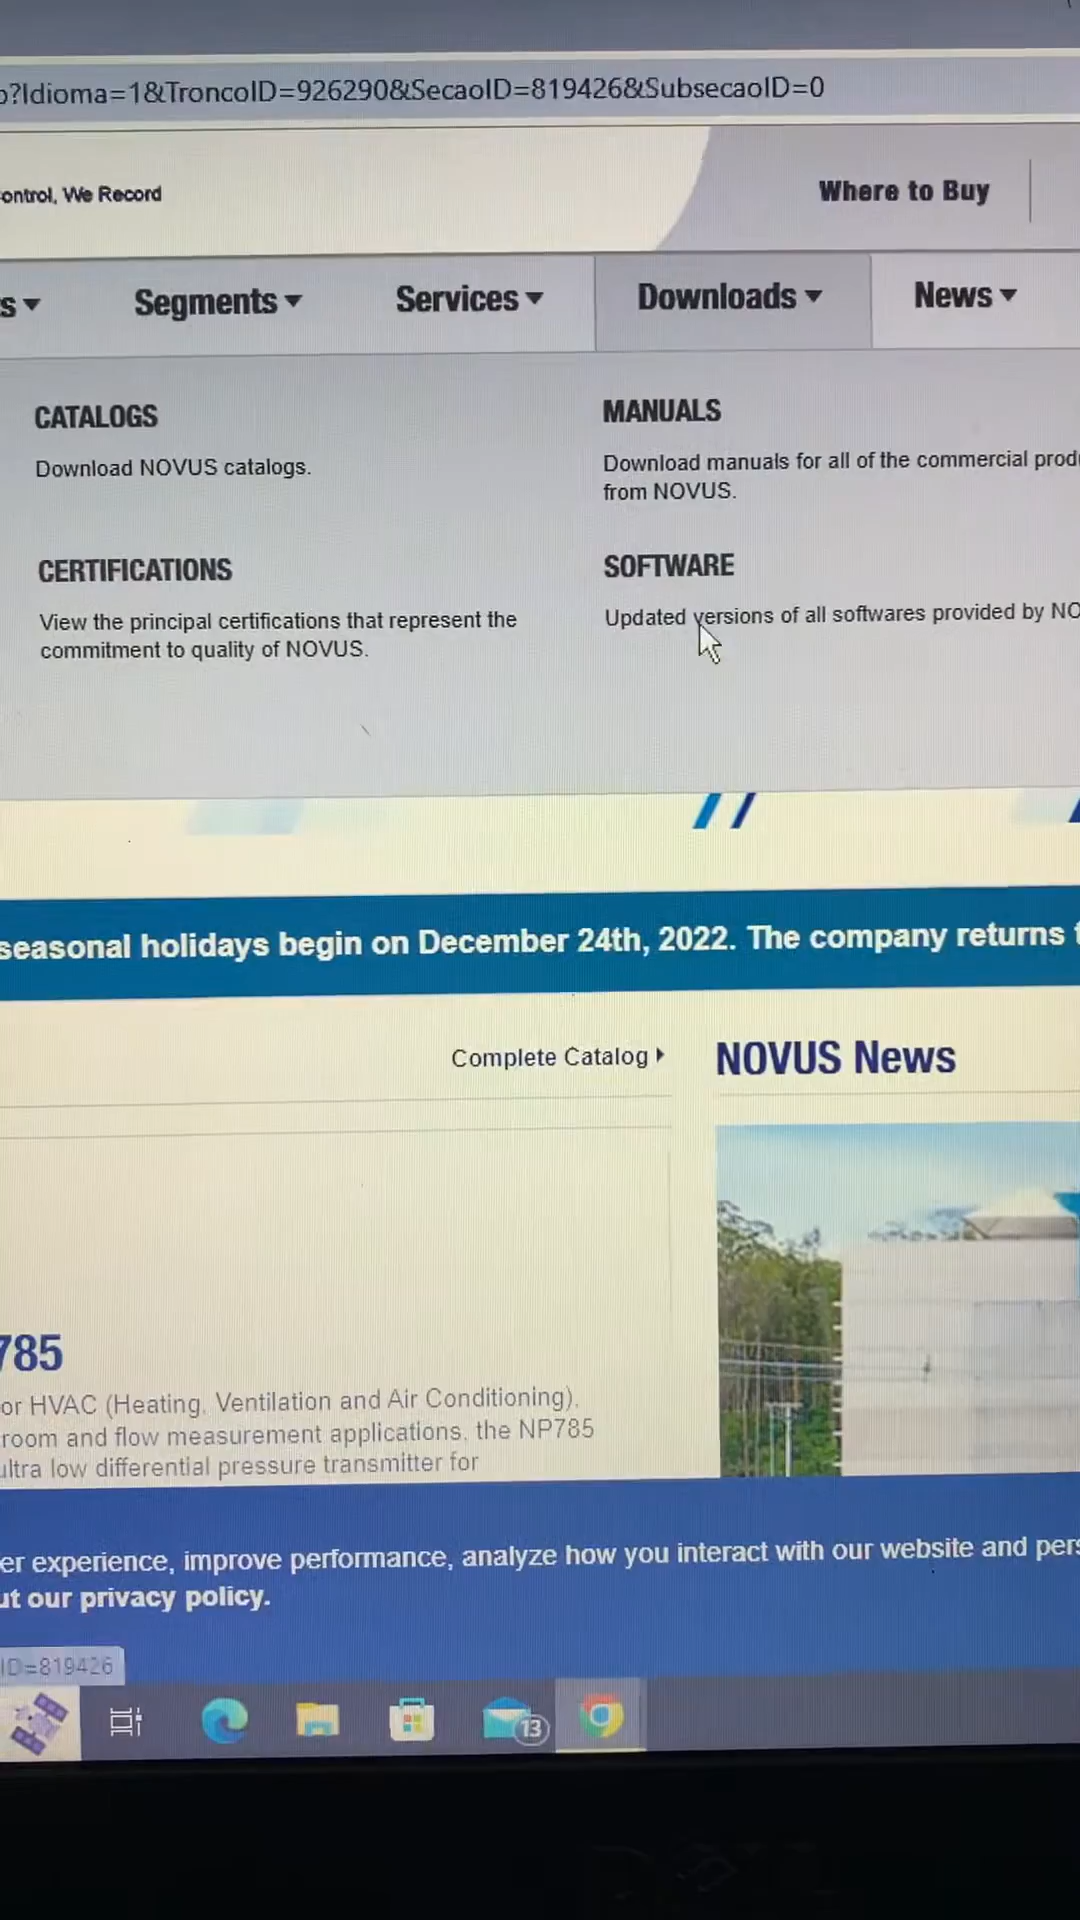 ?Idioma=1&TroncoID=926290&SecaoID=819426&SubsecaoID=0
ontrol, We Record
Where to Buy
s
Segments
Services
Downloads
News
CATALOGS
Download NOVUS catalogs.
MANUALS
Download manuals for all of the commercial prod
from NOVUS.
CERTIFICATIONS
View the principal certifications that represent the
commitment to quality of NOVUS.
SOFTWARE
Updated versions of all softwares provided by NO
seasonal holidays begin on December 24th, 2022. The company returns
Complete Catalog
NOVUS News
785
or HVAC (Heating, Ventilation and Air Conditioning),
room and flow measurement applications, the NP785
ultra low differential pressure transmitter for
er experience, improve performance, analyze how you interact with our website and pers
ut our privacy policy.
ID=819426
13